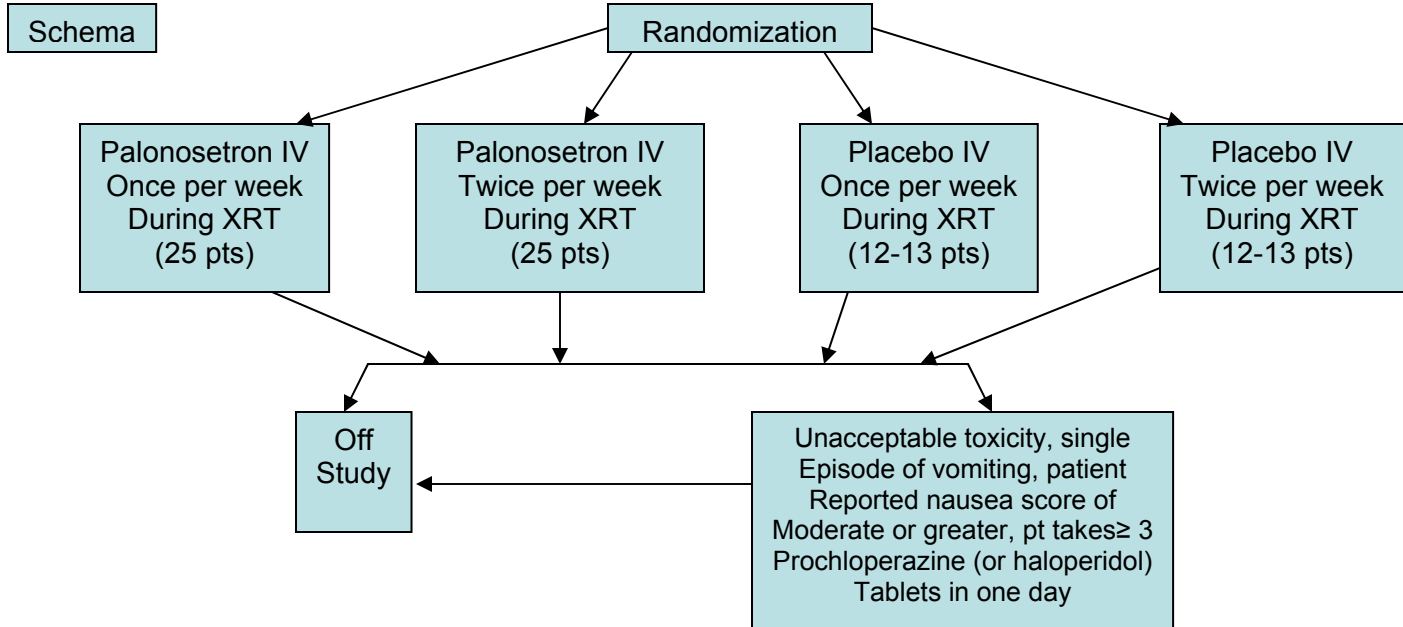 Schema
Randomization
Palonosetron IV
Once per week
During XRT
(25 pts)
Palonosetron IV
Twice per week
During XRT
(25 pts)
Placebo IV
Once per week
During XRT
(12-13 pts)
Placebo IV
Twice per week
During XRT
(12-13 pts)
Off
Study
Unacceptable toxicity, single
Episode of vomiting, patient
Reported nausea score of
Moderate or greater, pt takes≥ 3
Prochloperazine (or haloperidol)
Tablets in one day